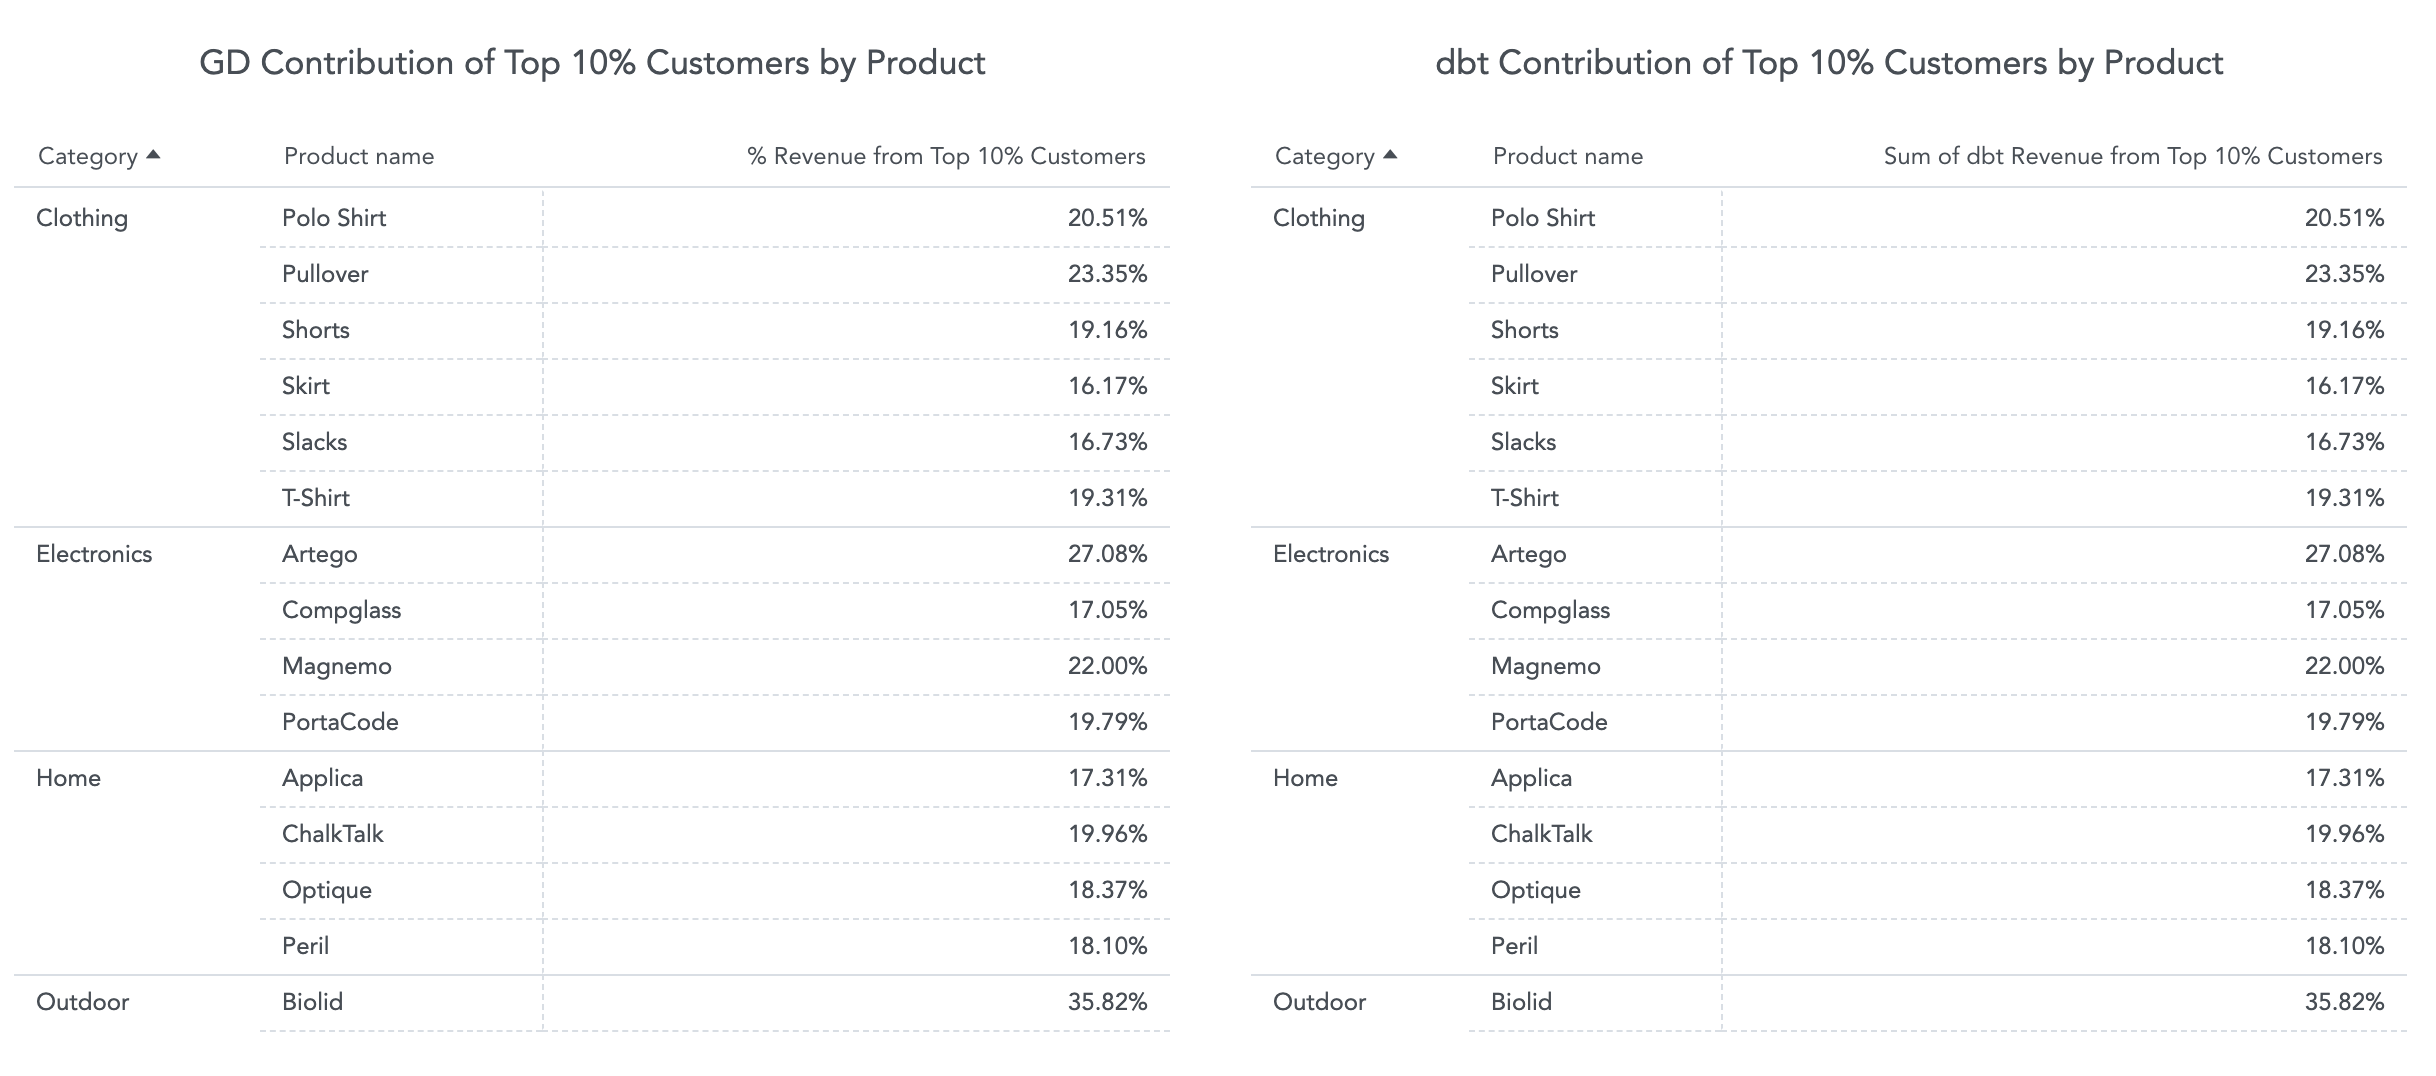 GD Contribution of Top 10% Customers by Product
Category Product name % Revenue from Top 10% Customers
Clothing Polo Shirt 20.51%
Pullover 23.35%
Shorts 19.16%
Skirt 16.17%
Slacks 16.73%
T-Shirt 19.31%
Electronics Artego 27.08%
Compglass 17.05%
Magnemo 22.00%
PortaCode 19.79%
Home Applica 17.31%
ChalkTalk 19.96%
Optique 18.37%
Peril 18.10%
Outdoor Biolid 35.82%
dbt Contribution of Top 10% Customers by Product
Category Product name Sum of dbt Revenue from Top 10% Customers
Clothing Polo Shirt 20.51%
Pullover 23.35%
Shorts 19.16%
Skirt 16.17%
Slacks 16.73%
T-Shirt 19.31%
Electronics Artego 27.08%
Compglass 17.05%
Magnemo 22.00%
PortaCode 19.79%
Home Applica 17.31%
ChalkTalk 19.96%
Optique 18.37%
Peril 18.10%
Outdoor Biolid 35.82%